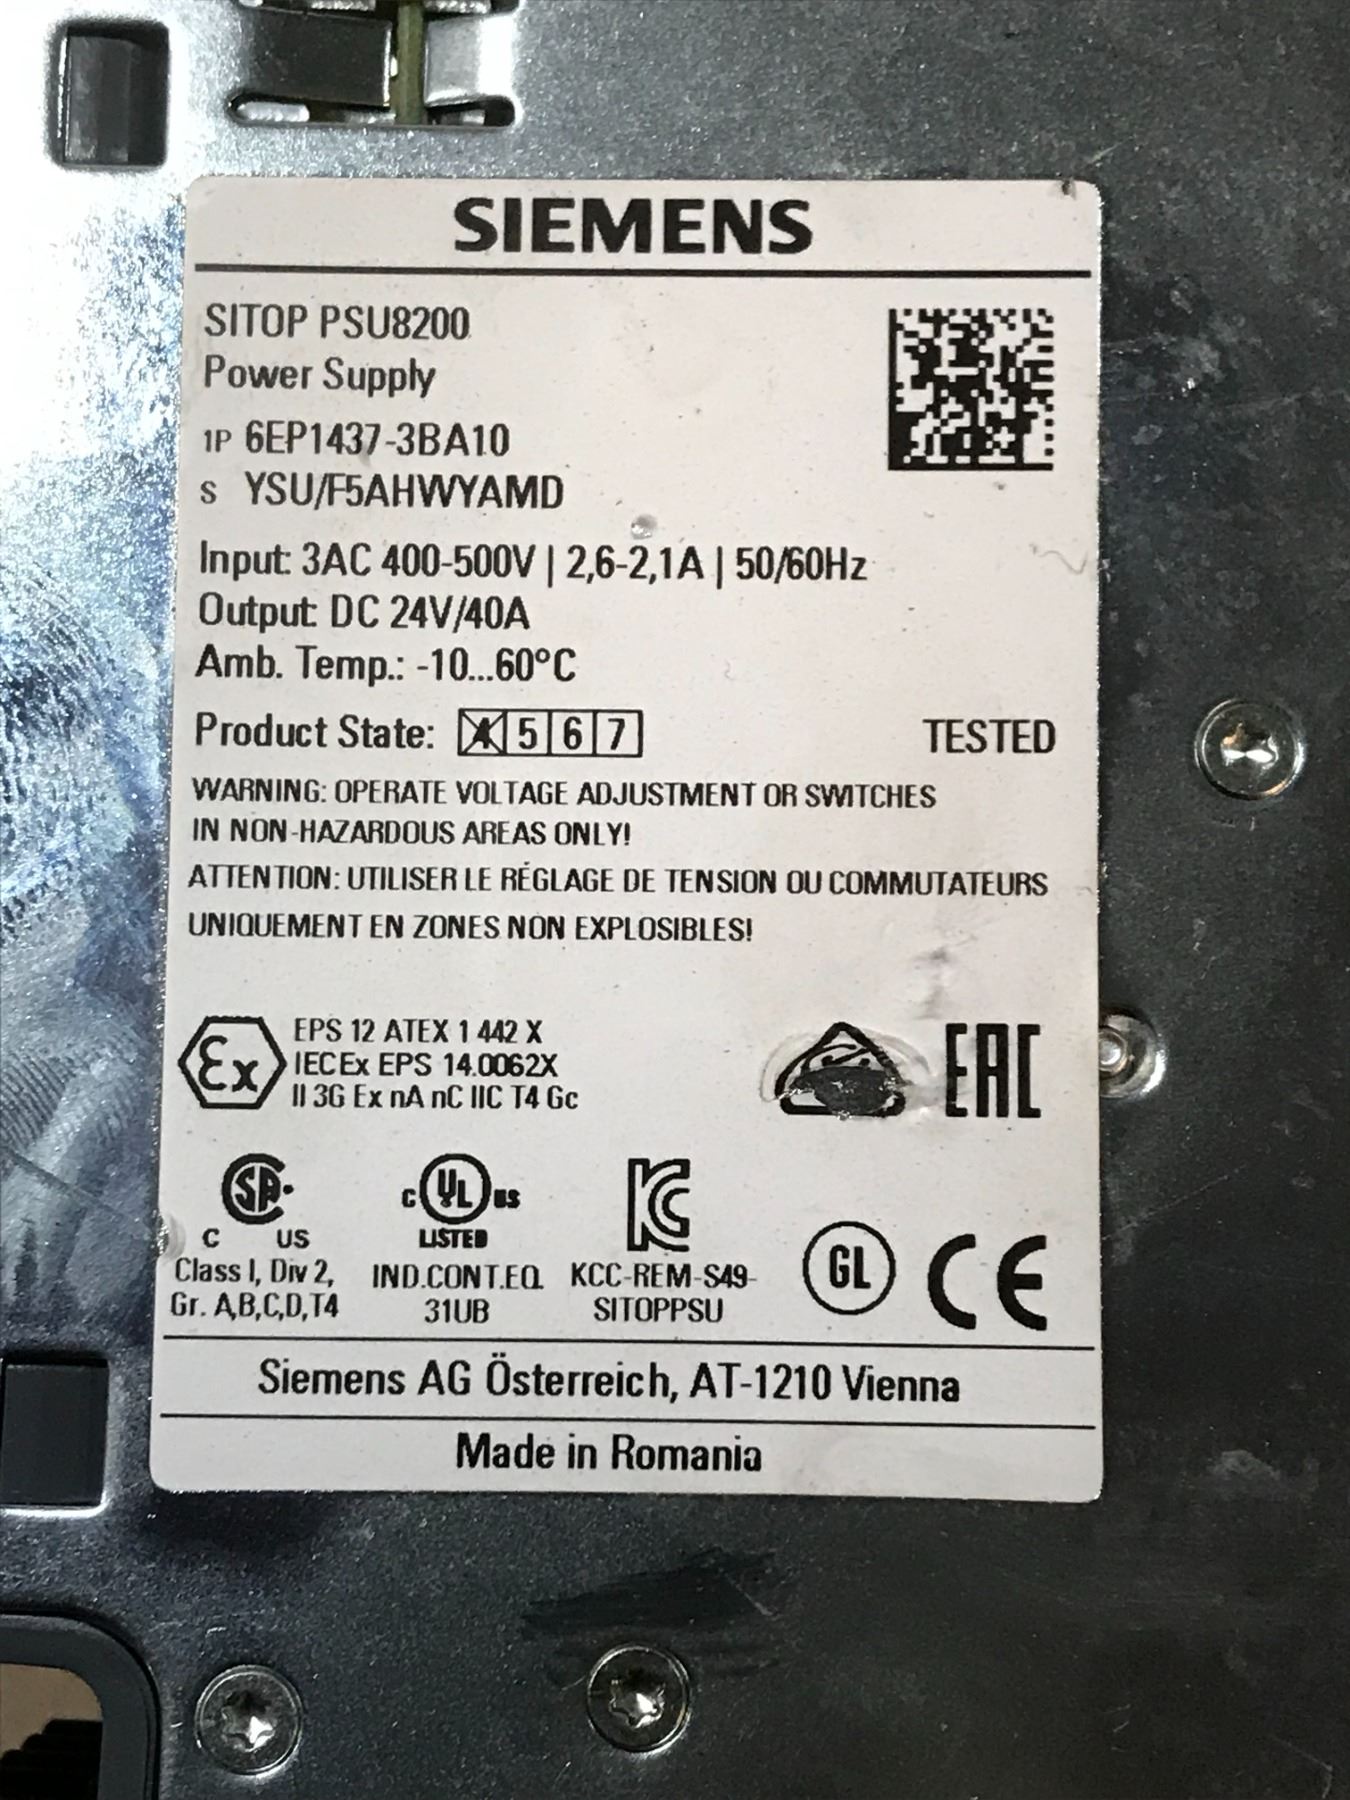 SIEMENS
SITOP PSU8200
Power Supply
1P 6EP1437-3BA10
S YSU/F5AHWYAMD
Input: 3AC 400-500V | 2,6-2,1A | 50/60Hz
Output: DC 24V/40A
Amb. Temp.: -10...60°C
Product State: 4 5 6 7 TESTED
WARNING: OPERATE VOLTAGE ADJUSTMENT OR SWITCHES
IN NON-HAZARDOUS AREAS ONLY!
ATTENTION: UTILISER LE RÉGLAGE DE TENSION OU COMMUTATEURS
UNIQUEMENT EN ZONES NON EXPLOSIBLES!
Ex
EPS 12 ATEX 1 442 X
IECEx EPS 14.0062X
II 3G Ex nA nC IIC T4 Gc
EAC
SA
C US
Class I, Div 2,
Gr. A,B,C,D,T4
c UL us
LISTED
IND.CONT.EQ.
31UB
KC
KCC-REM-S49-
SITOPPSU
GL
CE
Siemens AG Österreich, AT-1210 Vienna
Made in Romania